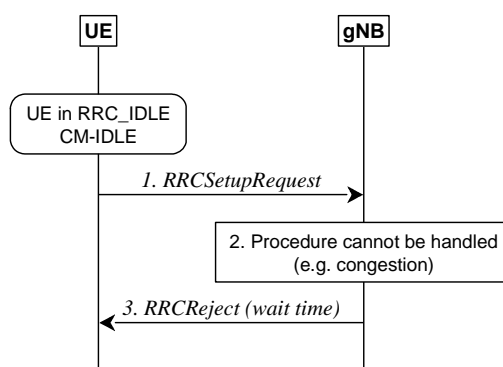 UE
gNB
UE in RRC_IDLE
CM-IDLE
1. RRCSetupRequest
2. Procedure cannot be handled
(e.g. congestion)
3. RRCReject (wait time)